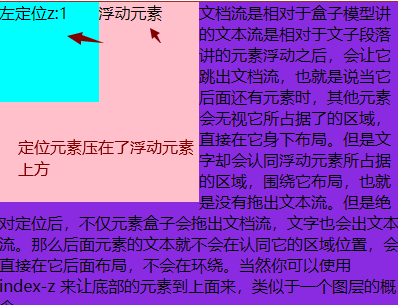 左定位z:1
浮动元素
定位元素压在了浮动元素
上方
文档流是相对于盒子模型讲
的文本流是相对于文子段落
讲的元素浮动之后，会让它
跳出文档流，也就是说当它
后面还有元素时，其他元素
会无视它所占据了的区域，
直接在它身下布局。但是文
字却会认同浮动元素所占据
的区域，围绕它布局，也就
是没有拖出文本流。但是绝
对定位后，不仅元素盒子会拖出文档流，文字也会出文本
流。那么后面元素的文本就不会在认同它的区域位置，会
直接在它后面布局，不会在环绕。当然你可以使用
index-z 来让底部的元素到上面来，类似于一个图层的概